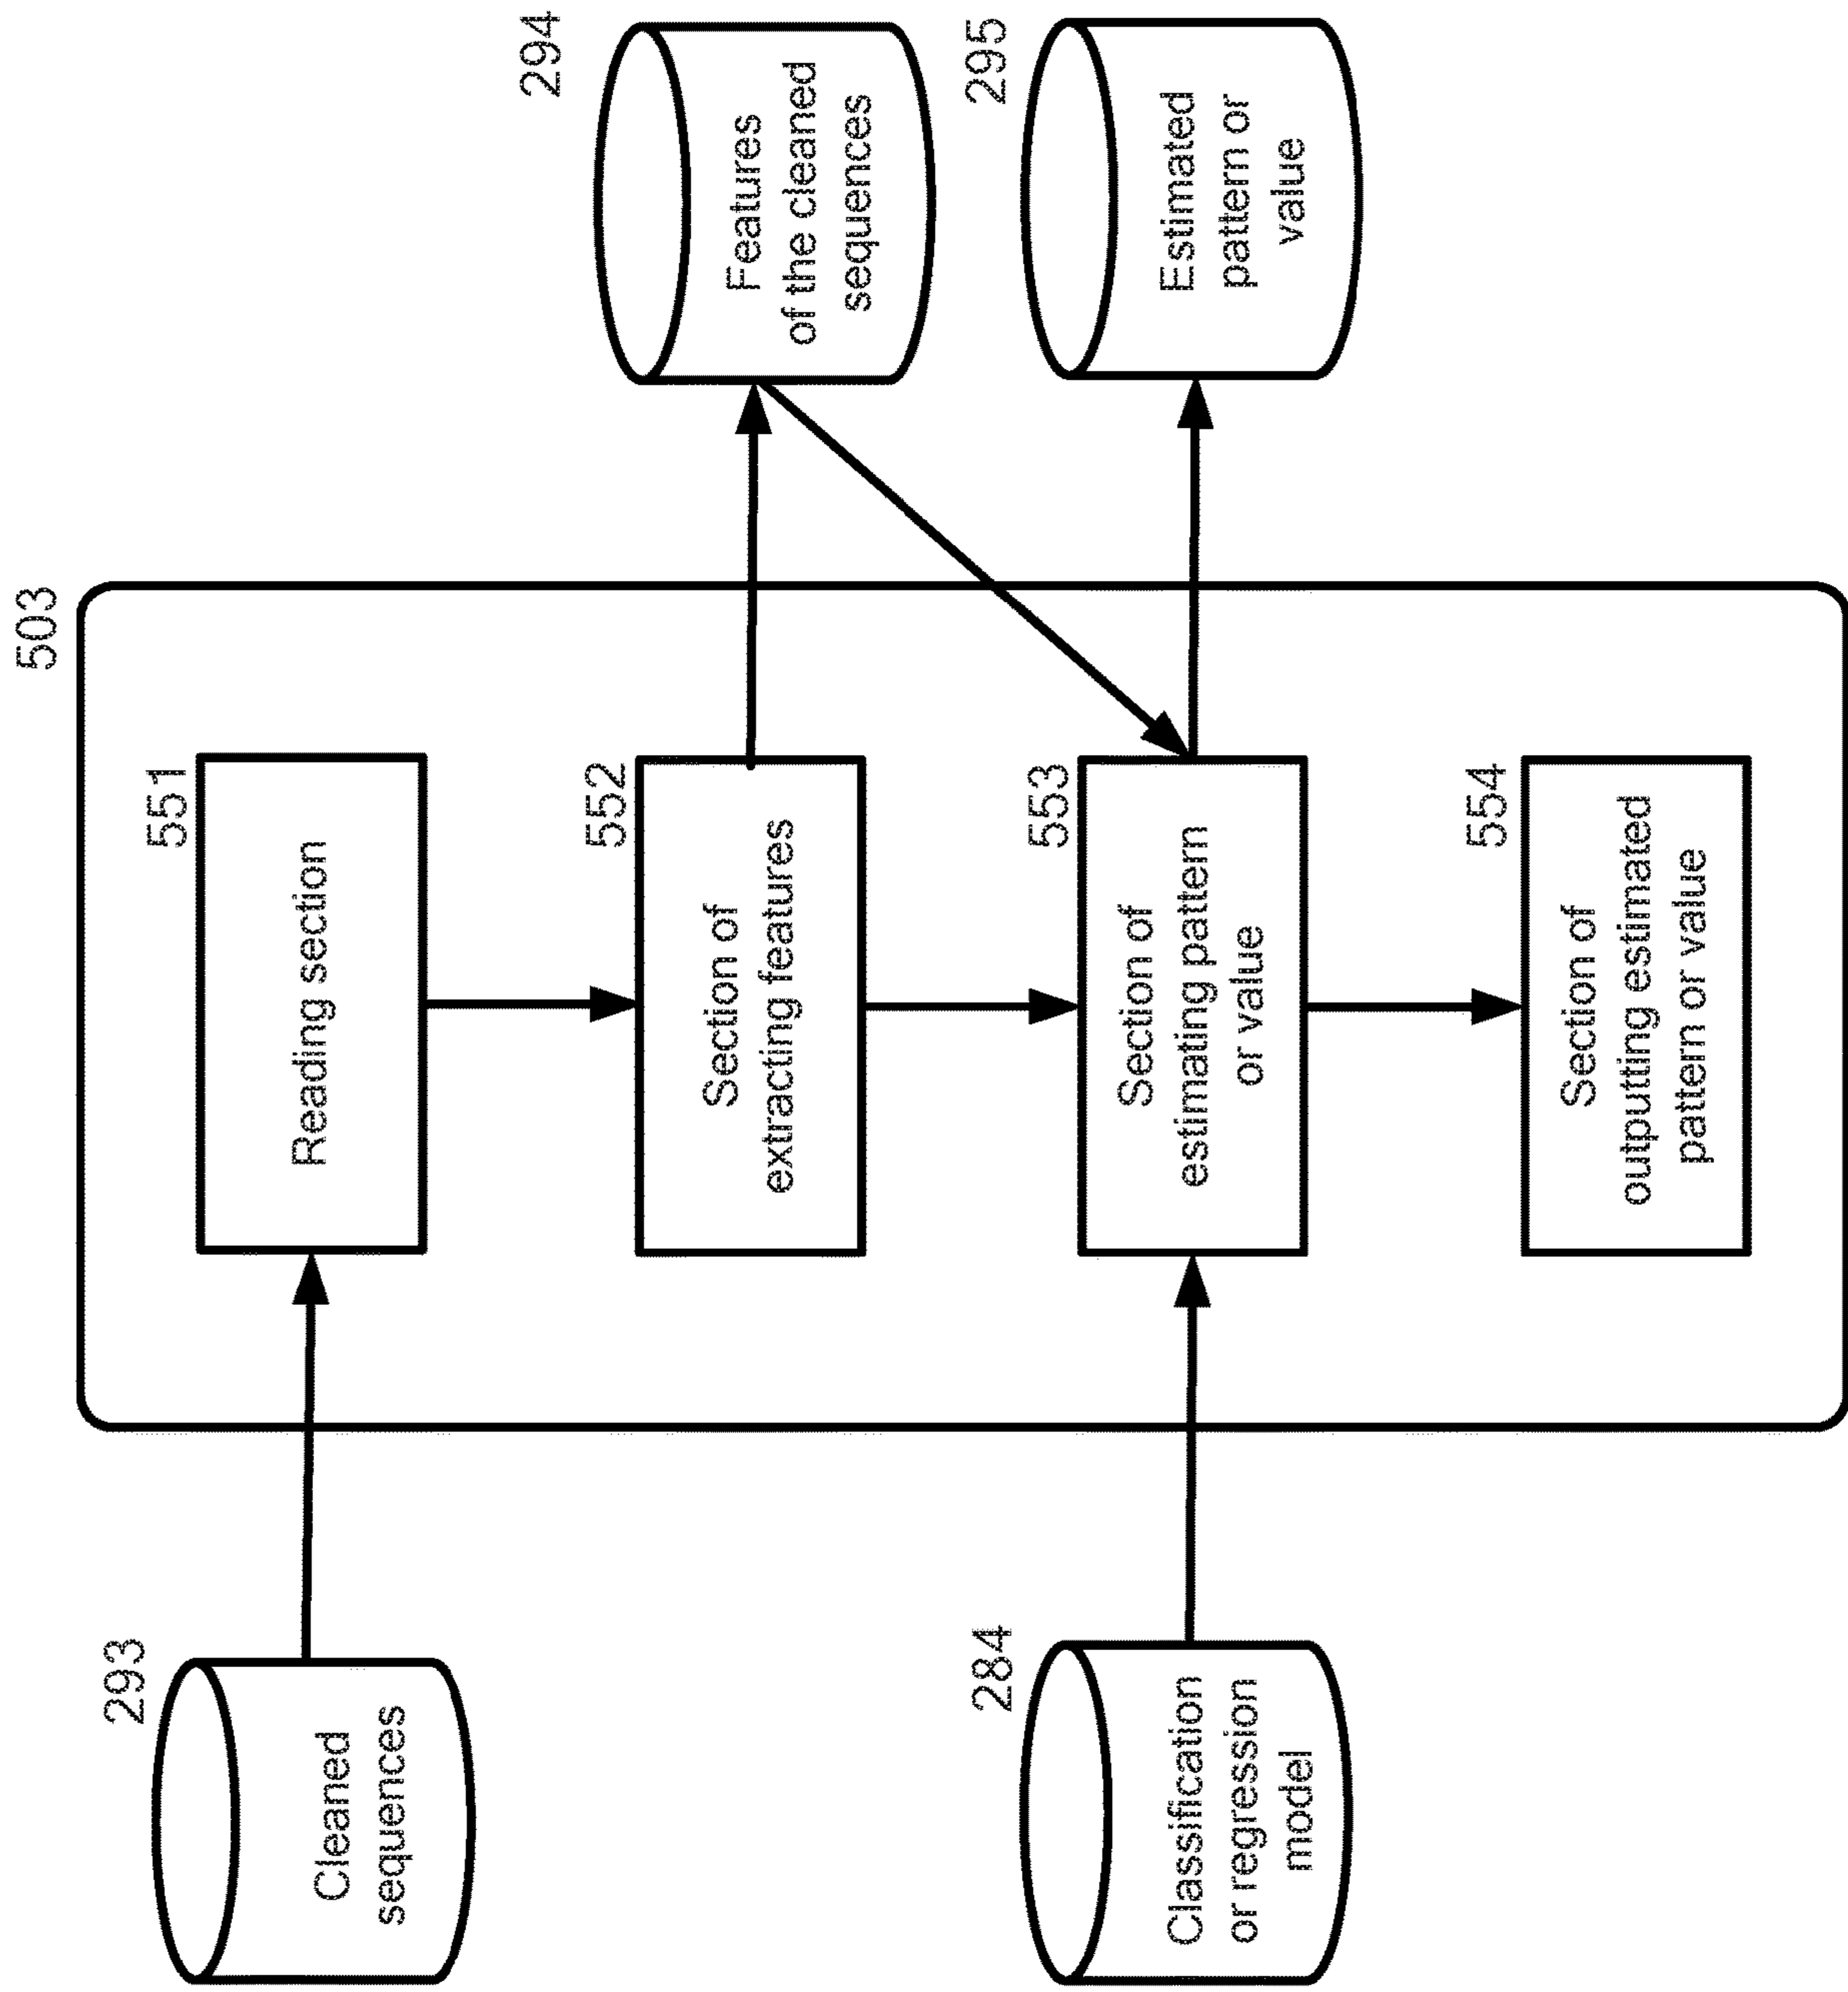 503
293
Cleaned
sequences
551
Reading section
552
Section of
extracting features
294
Features
of the cleaned
sequences
284
Classification
or regression
model
553
Section of
estimating pattern
or value
295
Estimated
pattern or
value
554
Section of
outputting estimated
pattern or value